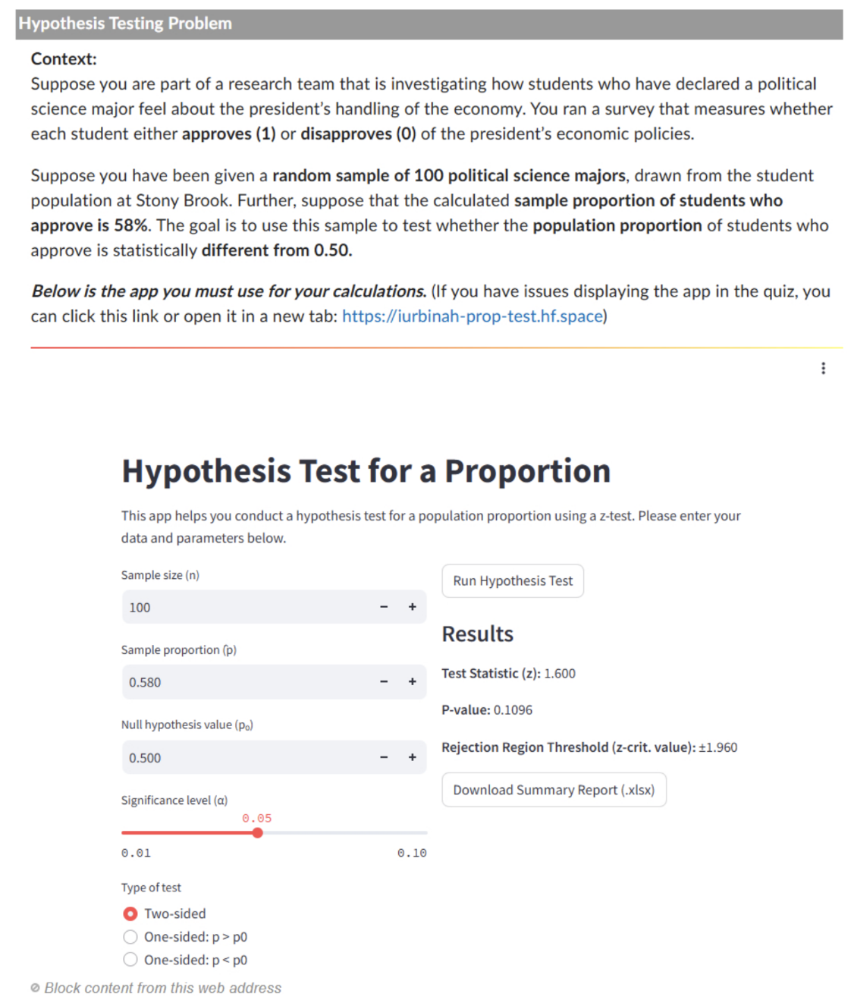 Hypothesis Testing Problem
Context:
Suppose you are part of a research team that is investigating how students who have declared a political
science major feel about the president's handling of the economy. You ran a survey that measures whether
each student either approves (1) or disapproves (0) of the president's economic policies.
Suppose you have been given a random sample of 100 political science majors, drawn from the student
population at Stony Brook. Further, suppose that the calculated sample proportion of students who
approve is 58%. The goal is to use this sample to test whether the population proportion of students who
approve is statistically different from 0.50.
Below is the app you must use for your calculations. (If you have issues displaying the app in the quiz, you
can click this link or open it in a new tab: https://iurbinah-prop-test.hf.space)
Hypothesis Test for a Proportion
This app helps you conduct a hypothesis test for a population proportion using a z-test. Please enter your
data and parameters below.
Sample size (n)
100
Sample proportion (p̂)
0.580
Null hypothesis value (p₀)
0.500
Significance level (α)
0.05
0.01 0.10
Type of test
Two-sided
One-sided: p > p0
One-sided: p < p0
Run Hypothesis Test
Results
Test Statistic (z): 1.600
P-value: 0.1096
Rejection Region Threshold (z-crit. value): ±1.960
Download Summary Report (.xlsx)
Block content from this web address